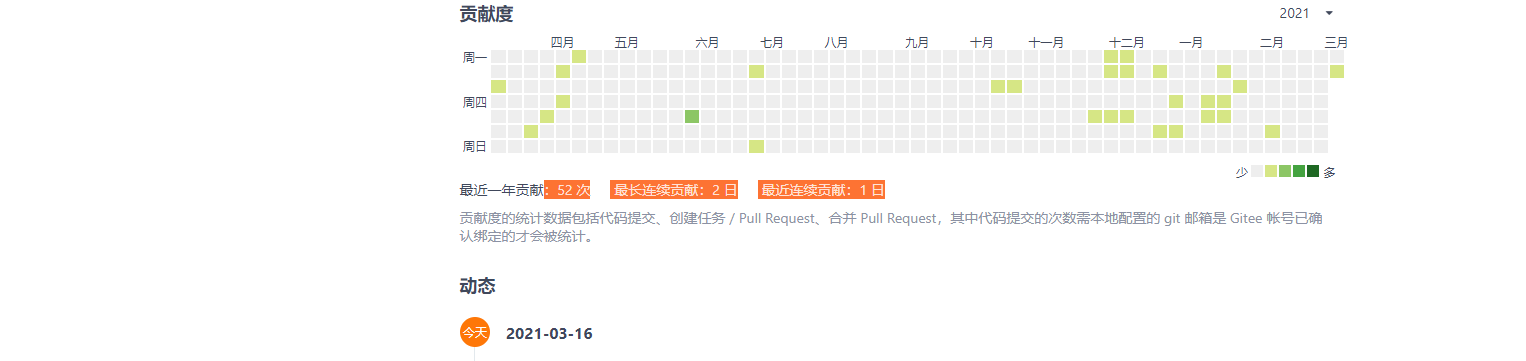 贡献度 2021
四月 五月 六月 七月 八月 九月 十月 十一月 十二月 一月 二月 三月
周一
周四
周日
少 多
最近一年贡献：52 次 最长连续贡献：2 日 最近连续贡献：1 日
贡献度的统计数据包括代码提交、创建任务 / Pull Request、合并 Pull Request，其中代码提交的次数需本地配置的 git 邮箱是 Gitee 帐号已确
认绑定的才会被统计。
动态
今天 2021-03-16